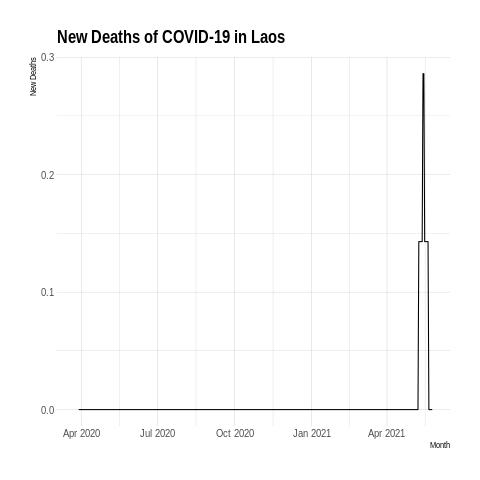 New Deaths of COVID-19 in Laos
New Deaths
0.3
0.2
0.1
0.0
Apr 2020 Jul 2020 Oct 2020 Jan 2021 Apr 2021
Month